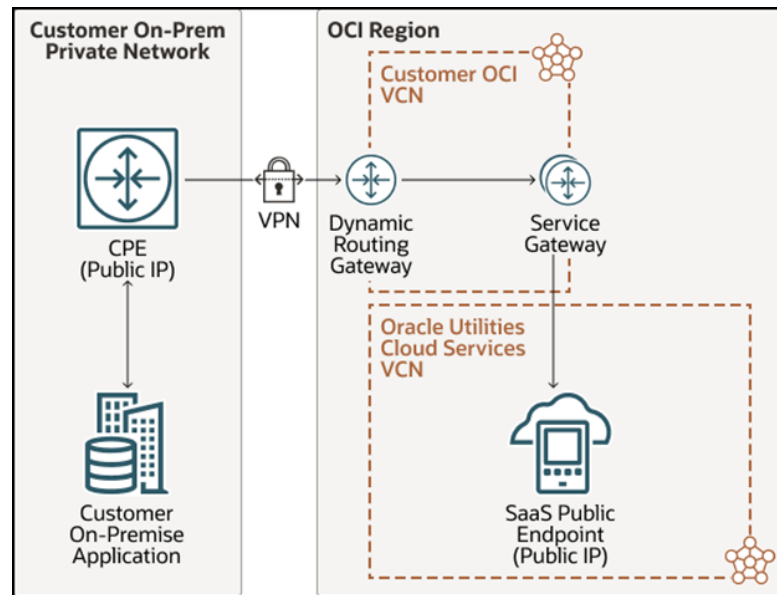 Customer On-Prem
Private Network
OCI Region
Customer OCI
VCN
CPE
(Public IP)
VPN
Dynamic
Routing
Gateway
Service
Gateway
Oracle Utilities
Cloud Services
VCN
Customer
On-Premise
Application
SaaS Public
Endpoint
(Public IP)